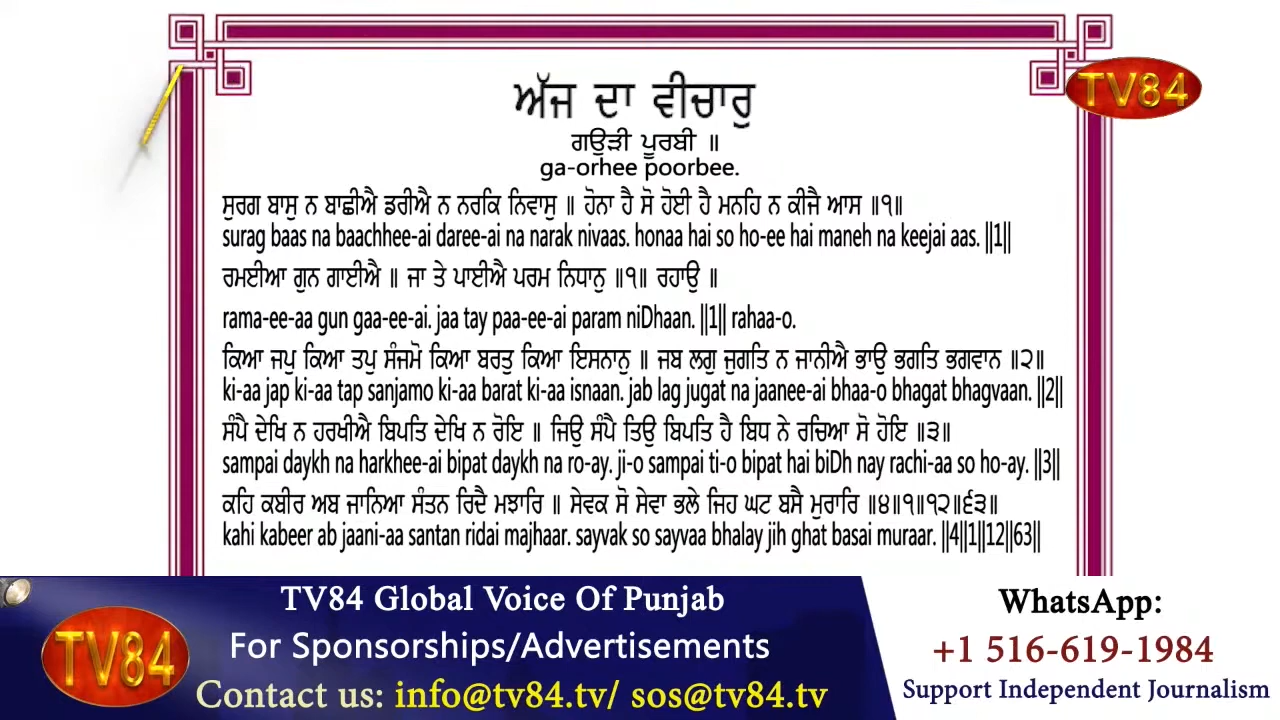 TV84
ਅੱਜ ਦਾ ਵੀਚਾਰੁ
ਗਉੜੀ ਪੂਰਬੀ ॥
ga-orhee poorbee.
ਸੁਰਗ ਬਾਸੁ ਨ ਬਾਛੀਐ ਡਰੀਐ ਨ ਨਰਕਿ ਨਿਵਾਸੁ ॥ ਹੋਨਾ ਹੈ ਸੋ ਹੋਈ ਹੈ ਮਨਹਿ ਨ ਕੀਜੈ ਆਸ ॥੧॥
surag baas na baachhee-ai daree-ai na narak nivaas. honaa hai so ho-ee hai maneh na keejai aas. ||1||
ਰਮਈਆ ਗੁਨ ਗਾਈਐ ॥ ਜਾ ਤੇ ਪਾਈਐ ਪਰਮ ਨਿਧਾਨੁ ॥੧॥ ਰਹਾਉ ॥
rama-ee-aa gun gaa-ee-ai. jaa tay paa-ee-ai param niDhaan. ||1|| rahaa-o.
ਕਿਆ ਜਪੁ ਕਿਆ ਤਪੁ ਸੰਜਮੋ ਕਿਆ ਬਰਤੁ ਕਿਆ ਇਸਨਾਨੁ ॥ ਜਬ ਲਗੁ ਜੁਗਤਿ ਨ ਜਾਨੀਐ ਭਾਉ ਭਗਤਿ ਭਗਵਾਨ ॥੨॥
ki-aa jap ki-aa tap sanjamo ki-aa barat ki-aa isnaan. jab lag jugat na jaanee-ai bhaa-o bhagat bhagvaan. ||2||
ਸੰਪੈ ਦੇਖਿ ਨ ਹਰਖੀਐ ਬਿਪਤਿ ਦੇਖਿ ਨ ਰੋਇ ॥ ਜਿਉ ਸੰਪੈ ਤਿਉ ਬਿਪਤਿ ਹੈ ਬਿਧ ਨੇ ਰਚਿਆ ਸੋ ਹੋਇ ॥੩॥
sampai daykh na harkhee-ai bipat daykh na ro-ay. ji-o sampai ti-o bipat hai biDh nay rachi-aa so ho-ay. ||3||
ਕਹਿ ਕਬੀਰ ਅਬ ਜਾਨਿਆ ਸੰਤਨ ਰਿਦੈ ਮਝਾਰਿ ॥ ਸੇਵਕ ਸੋ ਸੇਵਾ ਭਲੇ ਜਿਹ ਘਟ ਬਸੈ ਮੁਰਾਰਿ ॥੪॥੧॥੧੨॥੬੩॥
kahi kabeer ab jaani-aa santan ridai majhaar. sayvak so sayvaa bhalay jih ghat basai muraar. ||4||1||12||63||
TV84
TV84 Global Voice Of Punjab
For Sponsorships/Advertisements
Contact us: info@tv84.tv/ sos@tv84.tv
WhatsApp:
+1 516-619-1984
Support Independent Journalism